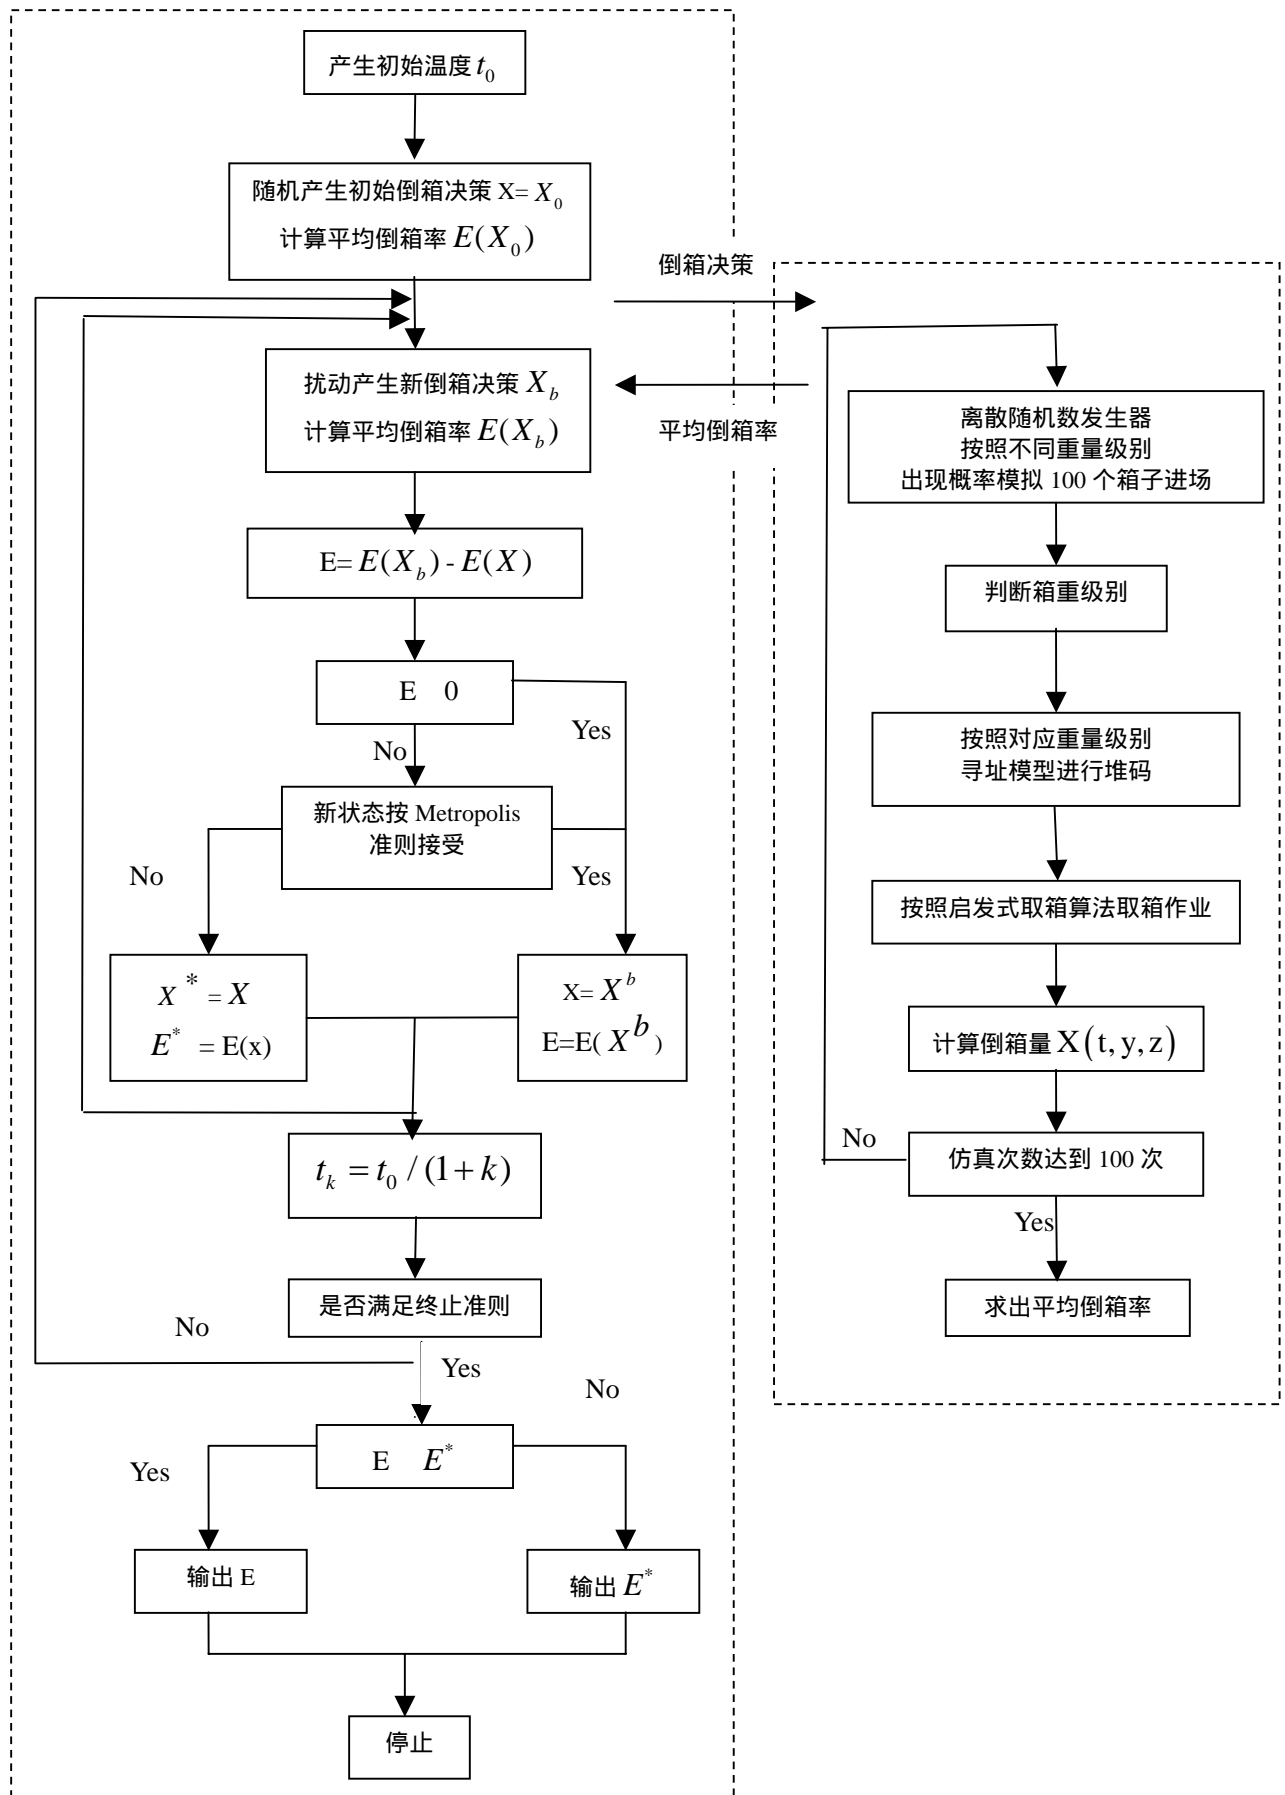 产生初始温度 t₀
随机产生初始倒箱决策 X= X₀
计算平均倒箱率 E(X₀)
扰动产生新倒箱决策 X_b
计算平均倒箱率 E(X_b)
E= E(X_b) - E(X)
E 0
Yes
No
新状态按 Metropolis
准则接受
No
Yes
X* = X
E* = E(x)
X= X^b
E=E( X^b )
t_k = t₀ / (1+ k)
是否满足终止准则
No
Yes
No
E E*
Yes
输出 E
输出 E*
停止
倒箱决策
平均倒箱率
离散随机数发生器
按照不同重量级别
出现概率模拟 100 个箱子进场
判断箱重级别
按照对应重量级别
寻址模型进行堆码
按照启发式取箱算法取箱作业
计算倒箱量 X(t, y, z)
No
仿真次数达到 100 次
Yes
求出平均倒箱率